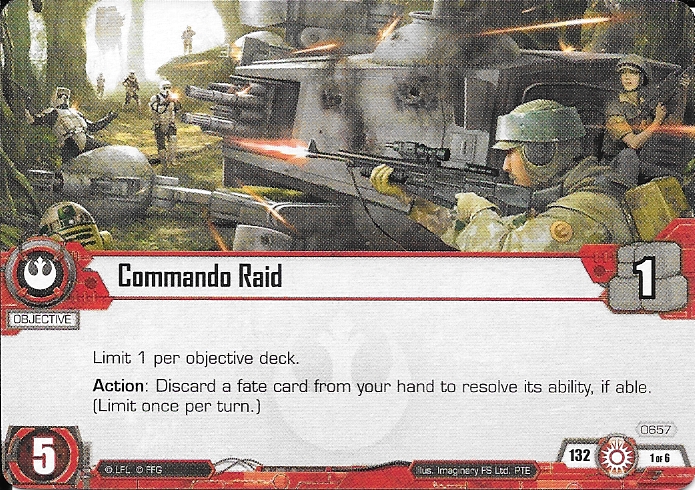 Commando Raid
1
OBJECTIVE
Limit 1 per objective deck.
Action: Discard a fate card from your hand to resolve its ability, if able.
(Limit once per turn.)
0657
5
© LFL © FFG
Illus. Imaginary FS Ltd. PTE
132
1 OF 6